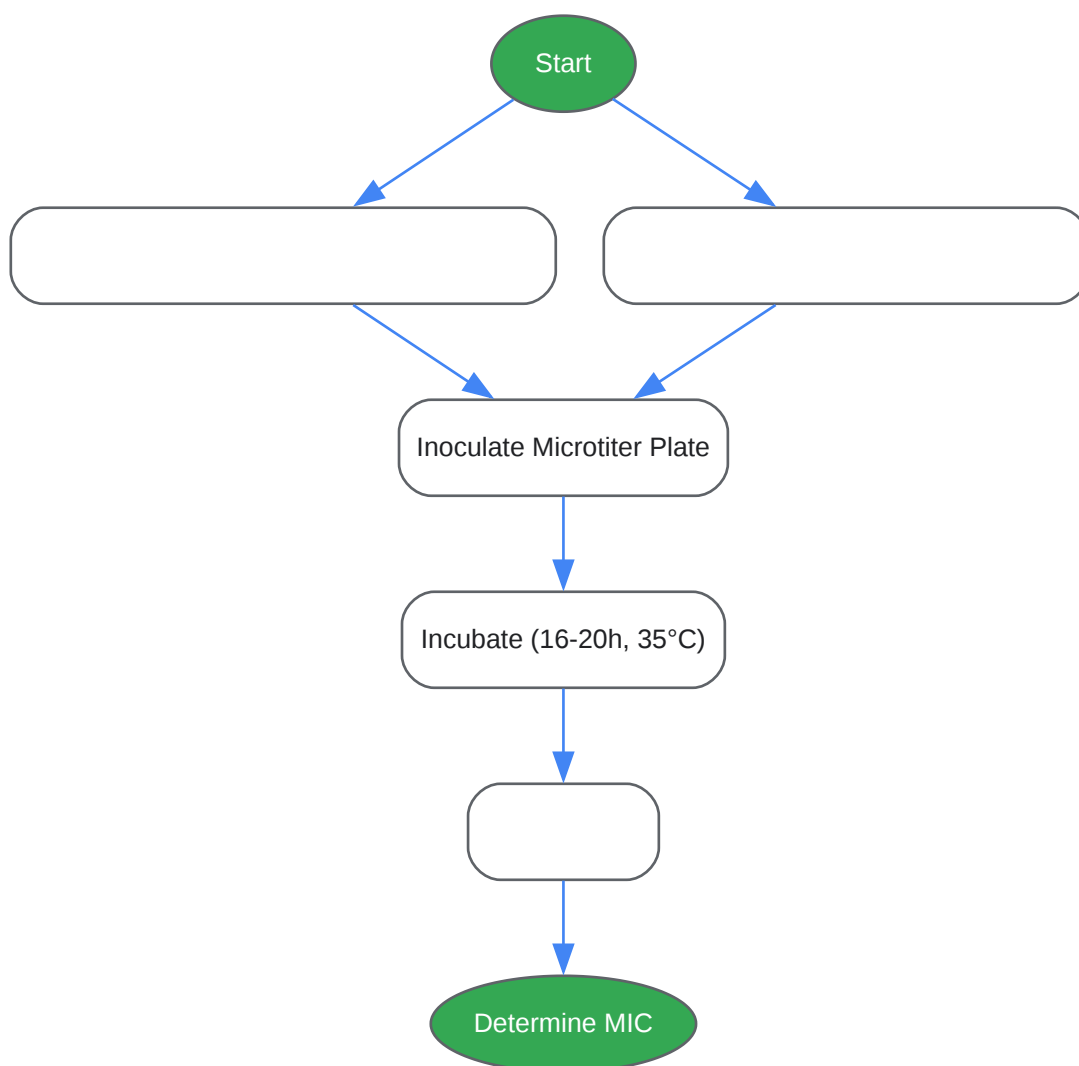 Start
Inoculate Microtiter Plate
Incubate (16-20h, 35°C)
Determine MIC